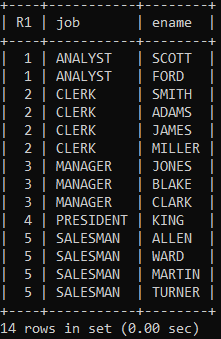 +----+-----------+--------+
| R1 | job       | ename  |
+----+-----------+--------+
|  1 | ANALYST   | SCOTT  |
|  1 | ANALYST   | FORD   |
|  2 | CLERK     | SMITH  |
|  2 | CLERK     | ADAMS  |
|  2 | CLERK     | JAMES  |
|  2 | CLERK     | MILLER |
|  3 | MANAGER   | JONES  |
|  3 | MANAGER   | BLAKE  |
|  3 | MANAGER   | CLARK  |
|  4 | PRESIDENT | KING   |
|  5 | SALESMAN  | ALLEN  |
|  5 | SALESMAN  | WARD   |
|  5 | SALESMAN  | MARTIN |
|  5 | SALESMAN  | TURNER |
+----+-----------+--------+
14 rows in set (0.00 sec)